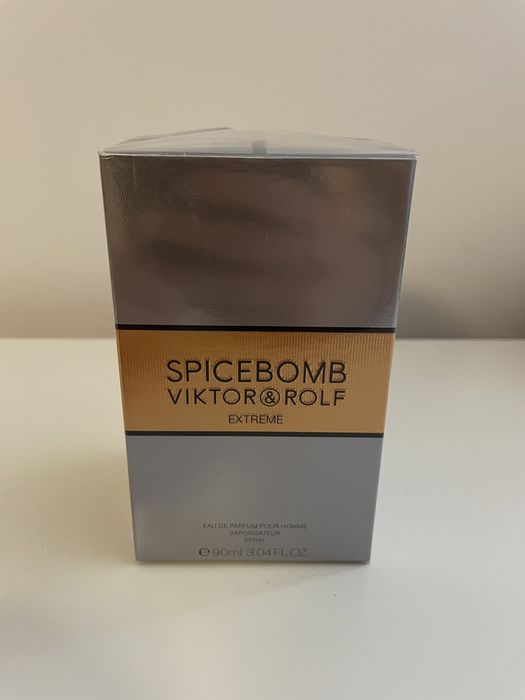 SPICEBOMB
VIKTOR&ROLF
EXTREME
EAU DE PARFUM POUR HOMME
VAPORISATEUR
SPRAY
℮ 90ml 3.04 FL.OZ